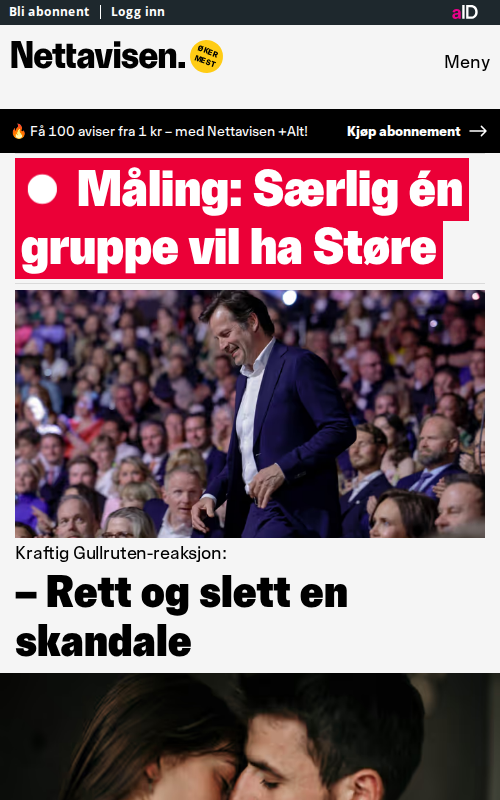 Bli abonnent | Logg inn
aID
Nettavisen.
ØKER
MEST
Meny
🔥 Få 100 aviser fra 1 kr – med Nettavisen +Alt!
Kjøp abonnement →
Måling: Særlig én
gruppe vil ha Støre
Kraftig Gullruten-reaksjon:
– Rett og slett en
skandale